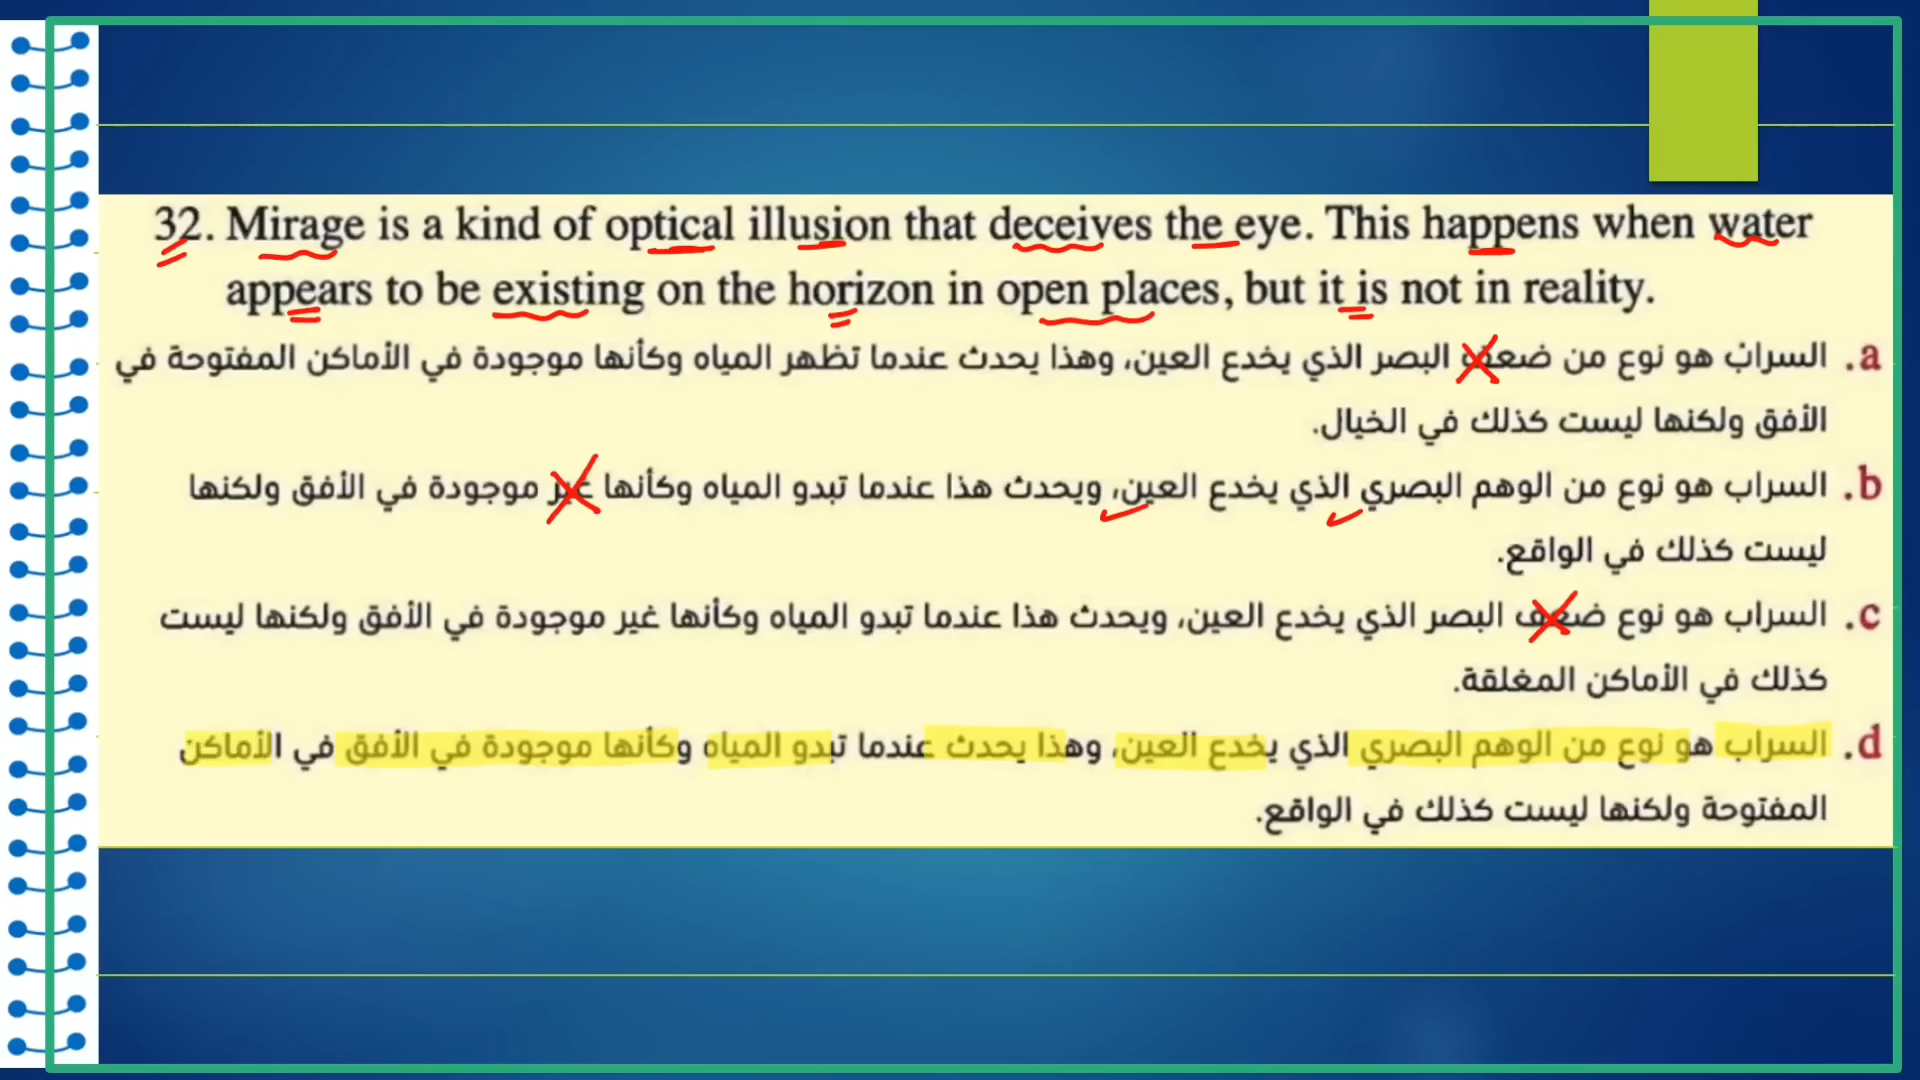 32. Mirage is a kind of optical illusion that deceives the eye. This happens when water
appears to be existing on the horizon in open places, but it is not in reality.
a. السرابُ هو نوع من ضعف البصر الذي يخدع العين، وهذا يحدث عندما تظهر المياه وكأنها موجودة في الأماكن المفتوحة في
الأفق ولكنها ليست كذلك في الخيال.
b. السراب هو نوع من الوهم البصري الذي يخدع العين، ويحدث هذا عندما تبدو المياه وكأنها غير موجودة في الأفق ولكنها
ليست كذلك في الواقع.
c. السراب هو نوع ضعف البصر الذي يخدع العين، ويحدث هذا عندما تبدو المياه وكأنها غير موجودة في الأفق ولكنها ليست
كذلك في الأماكن المغلقة.
d. السراب هو نوع من الوهم البصري الذي يخدع العين، وهذا يحدث عندما تبدو المياه وكأنها موجودة في الأفق في الأماكن
المفتوحة ولكنها ليست كذلك في الواقع.